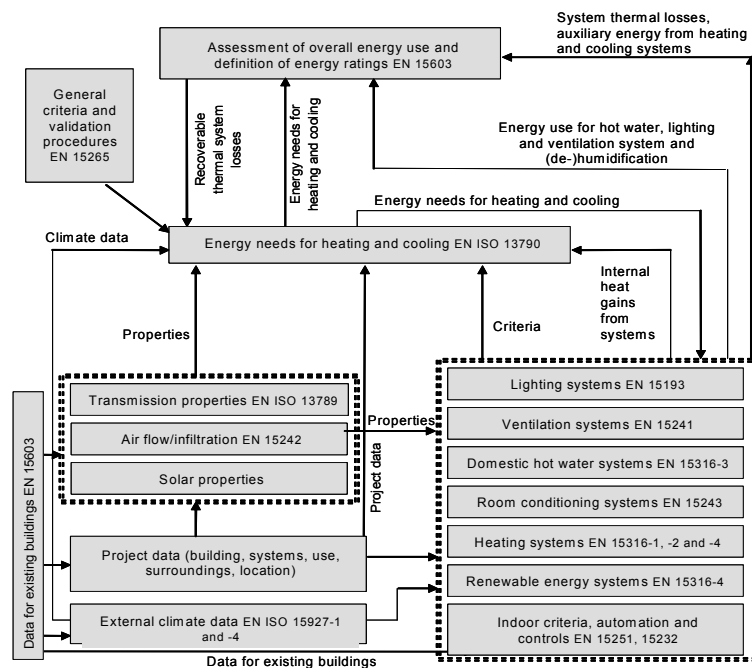 System thermal losses,
auxiliary energy from heating
and cooling systems
Assessment of overall energy use and
definition of energy ratings EN 15603
General
criteria and
validation
procedures
EN 15265
Recoverable
thermal system
losses
Energy needs for
heating and cooling
Energy use for hot water, lighting
and ventilation system and
(de-)humidification
Energy needs for heating and cooling
Climate data
Energy needs for heating and cooling EN ISO 13790
Internal
heat
gains
from
systems
Properties
Criteria
Transmission properties EN ISO 13789
Air flow/infiltration EN 15242
Solar properties
Properties
Project data
Lighting systems EN 15193
Ventilation systems EN 15241
Domestic hot water systems EN 15316-3
Room conditioning systems EN 15243
Heating systems EN 15316-1, -2 and -4
Renewable energy systems EN 15316-4
Indoor criteria, automation and
controls EN 15251, 15232
Data for existing buildings EN 15603
Project data (building, systems, use,
surroundings, location)
External climate data EN ISO 15927-1
and -4
Data for existing buildings